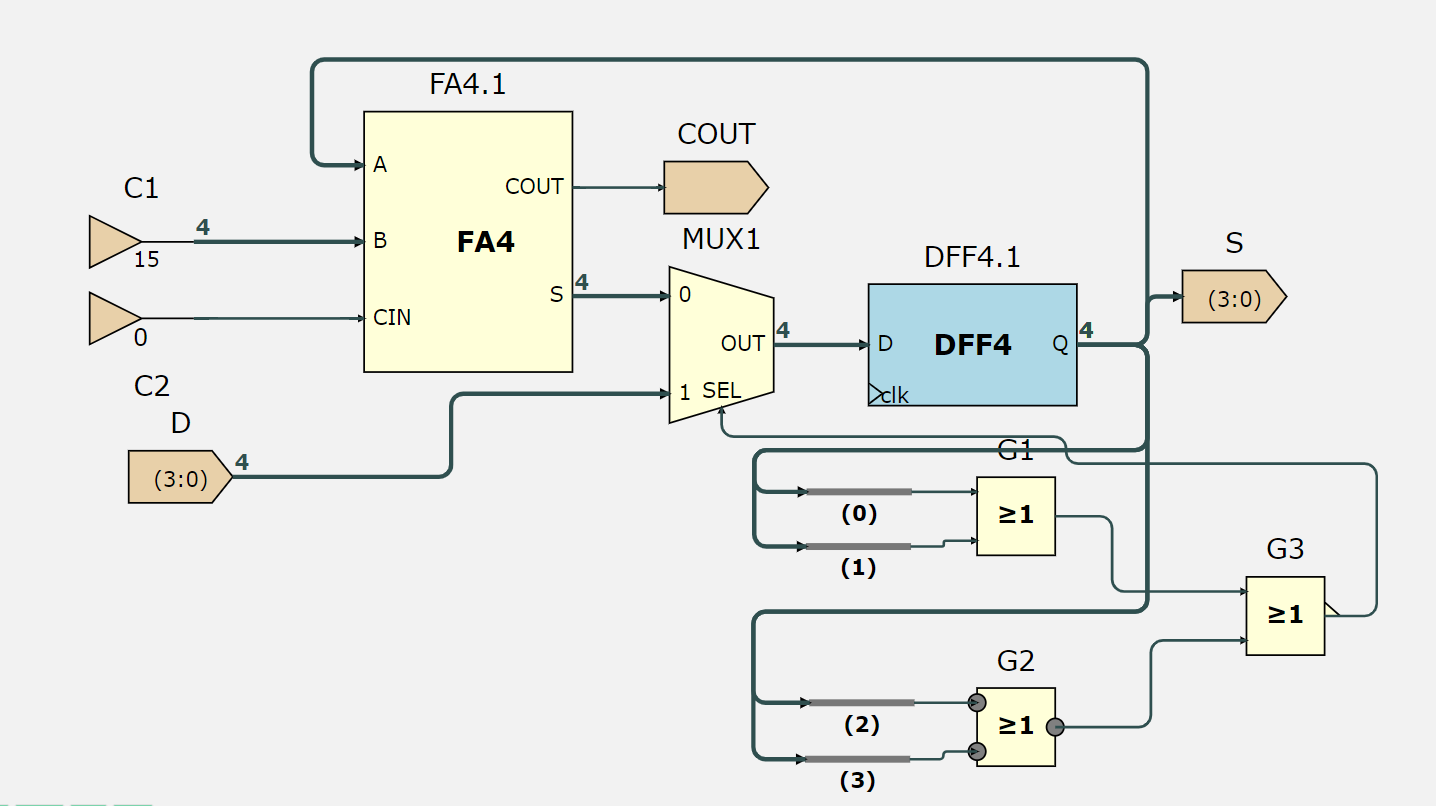 FA4.1
COUT
C1
A
COUT
4
B
FA4
MUX1
S
DFF4.1
15
S
4
0
(3:0)
CIN
0
OUT
4
D
DFF4
Q
4
C2
1
SEL
clk
D
G1
4
(3:0)
(0)
≥1
(1)
G3
≥1
G2
(2)
≥1
(3)